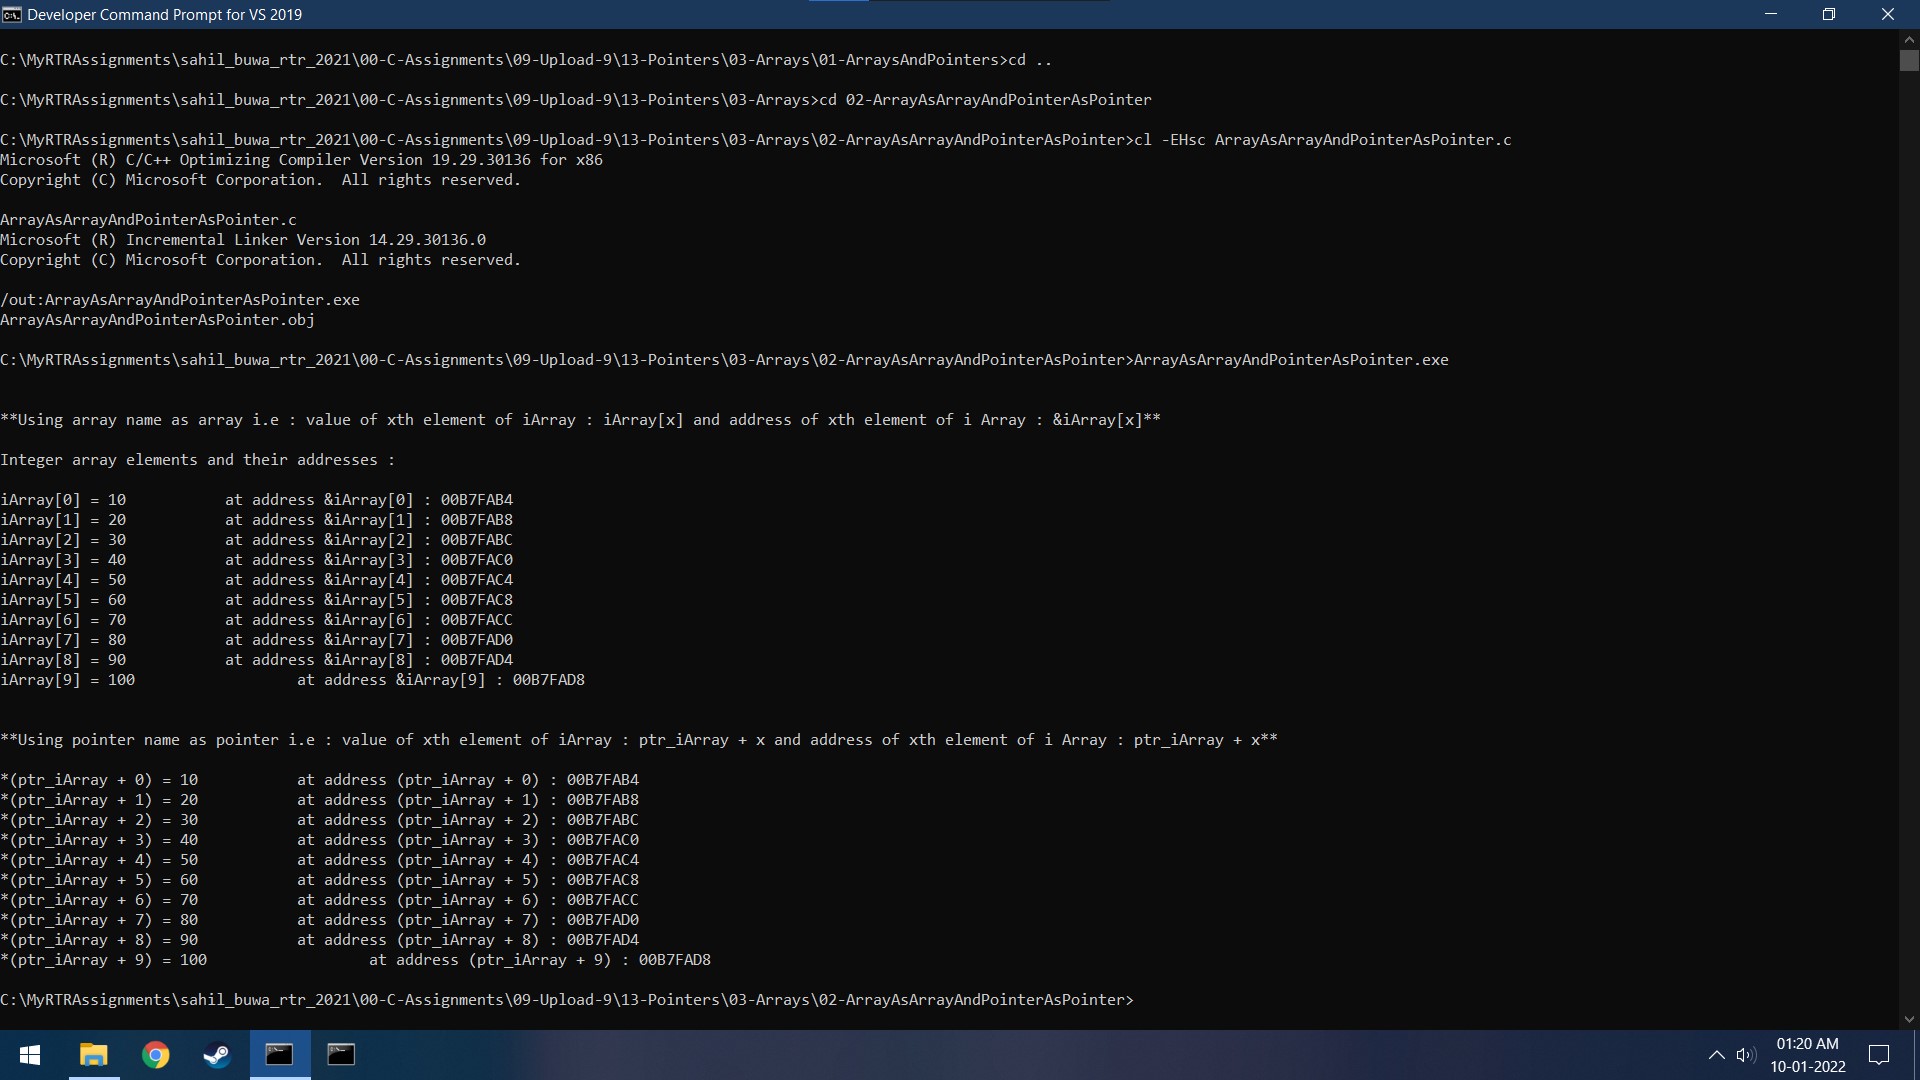 Developer Command Prompt for VS 2019
C:\MyRTRAssignments\sahil_buwa_rtr_2021\00-C-Assignments\09-Upload-9\13-Pointers\03-Arrays\01-ArraysAndPointers>cd ..
C:\MyRTRAssignments\sahil_buwa_rtr_2021\00-C-Assignments\09-Upload-9\13-Pointers\03-Arrays>cd 02-ArrayAsArrayAndPointerAsPointer
C:\MyRTRAssignments\sahil_buwa_rtr_2021\00-C-Assignments\09-Upload-9\13-Pointers\03-Arrays\02-ArrayAsArrayAndPointerAsPointer>cl -EHsc ArrayAsArrayAndPointerAsPointer.c
Microsoft (R) C/C++ Optimizing Compiler Version 19.29.30136 for x86
Copyright (C) Microsoft Corporation.  All rights reserved.
ArrayAsArrayAndPointerAsPointer.c
Microsoft (R) Incremental Linker Version 14.29.30136.0
Copyright (C) Microsoft Corporation.  All rights reserved.
/out:ArrayAsArrayAndPointerAsPointer.exe
ArrayAsArrayAndPointerAsPointer.obj
C:\MyRTRAssignments\sahil_buwa_rtr_2021\00-C-Assignments\09-Upload-9\13-Pointers\03-Arrays\02-ArrayAsArrayAndPointerAsPointer>ArrayAsArrayAndPointerAsPointer.exe
**Using array name as array i.e : value of xth element of iArray : iArray[x] and address of xth element of i Array : &iArray[x]**
Integer array elements and their addresses :
iArray[0] = 10           at address &iArray[0] : 00B7FAB4
iArray[1] = 20           at address &iArray[1] : 00B7FAB8
iArray[2] = 30           at address &iArray[2] : 00B7FABC
iArray[3] = 40           at address &iArray[3] : 00B7FAC0
iArray[4] = 50           at address &iArray[4] : 00B7FAC4
iArray[5] = 60           at address &iArray[5] : 00B7FAC8
iArray[6] = 70           at address &iArray[6] : 00B7FACC
iArray[7] = 80           at address &iArray[7] : 00B7FAD0
iArray[8] = 90           at address &iArray[8] : 00B7FAD4
iArray[9] = 100                  at address &iArray[9] : 00B7FAD8
**Using pointer name as pointer i.e : value of xth element of iArray : ptr_iArray + x and address of xth element of i Array : ptr_iArray + x**
*(ptr_iArray + 0) = 10           at address (ptr_iArray + 0) : 00B7FAB4
*(ptr_iArray + 1) = 20           at address (ptr_iArray + 1) : 00B7FAB8
*(ptr_iArray + 2) = 30           at address (ptr_iArray + 2) : 00B7FABC
*(ptr_iArray + 3) = 40           at address (ptr_iArray + 3) : 00B7FAC0
*(ptr_iArray + 4) = 50           at address (ptr_iArray + 4) : 00B7FAC4
*(ptr_iArray + 5) = 60           at address (ptr_iArray + 5) : 00B7FAC8
*(ptr_iArray + 6) = 70           at address (ptr_iArray + 6) : 00B7FACC
*(ptr_iArray + 7) = 80           at address (ptr_iArray + 7) : 00B7FAD0
*(ptr_iArray + 8) = 90           at address (ptr_iArray + 8) : 00B7FAD4
*(ptr_iArray + 9) = 100                  at address (ptr_iArray + 9) : 00B7FAD8
C:\MyRTRAssignments\sahil_buwa_rtr_2021\00-C-Assignments\09-Upload-9\13-Pointers\03-Arrays\02-ArrayAsArrayAndPointerAsPointer>
01:20 AM
10-01-2022